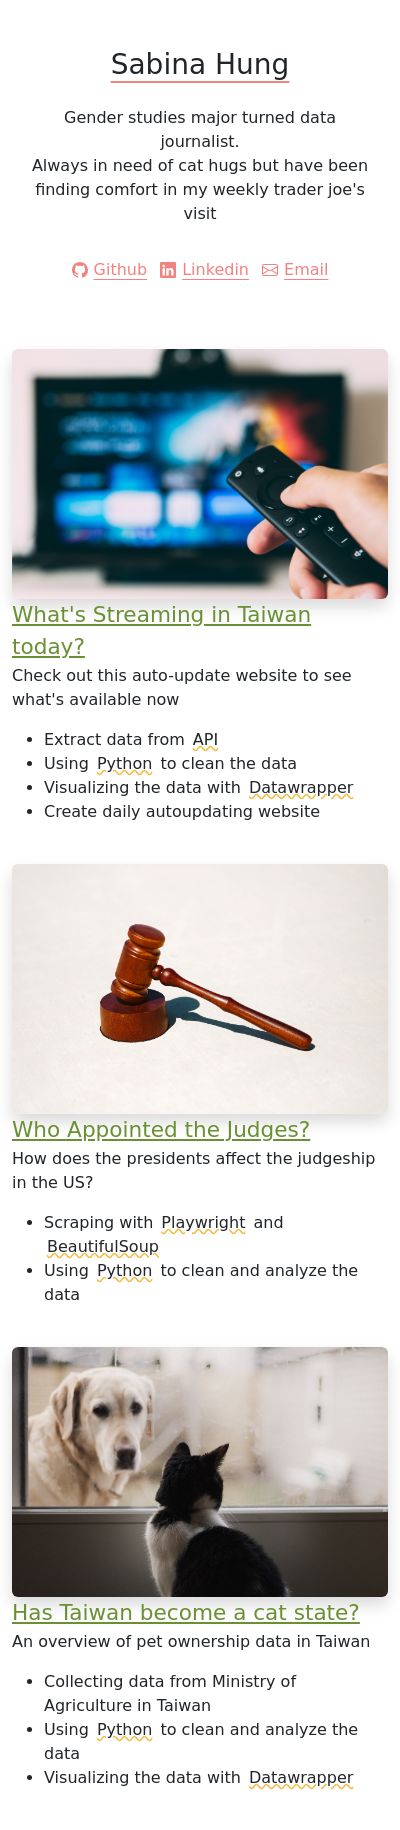 Sabina Hung
Gender studies major turned data
journalist.
Always in need of cat hugs but have been
finding comfort in my weekly trader joe's
visit
Github Linkedin Email
What's Streaming in Taiwan
today?
Check out this auto-update website to see
what's available now
• Extract data from API
• Using Python to clean the data
• Visualizing the data with Datawrapper
• Create daily autoupdating website
Who Appointed the Judges?
How does the presidents affect the judgeship
in the US?
• Scraping with Playwright and
BeautifulSoup
• Using Python to clean and analyze the
data
Has Taiwan become a cat state?
An overview of pet ownership data in Taiwan
• Collecting data from Ministry of
Agriculture in Taiwan
• Using Python to clean and analyze the
data
• Visualizing the data with Datawrapper